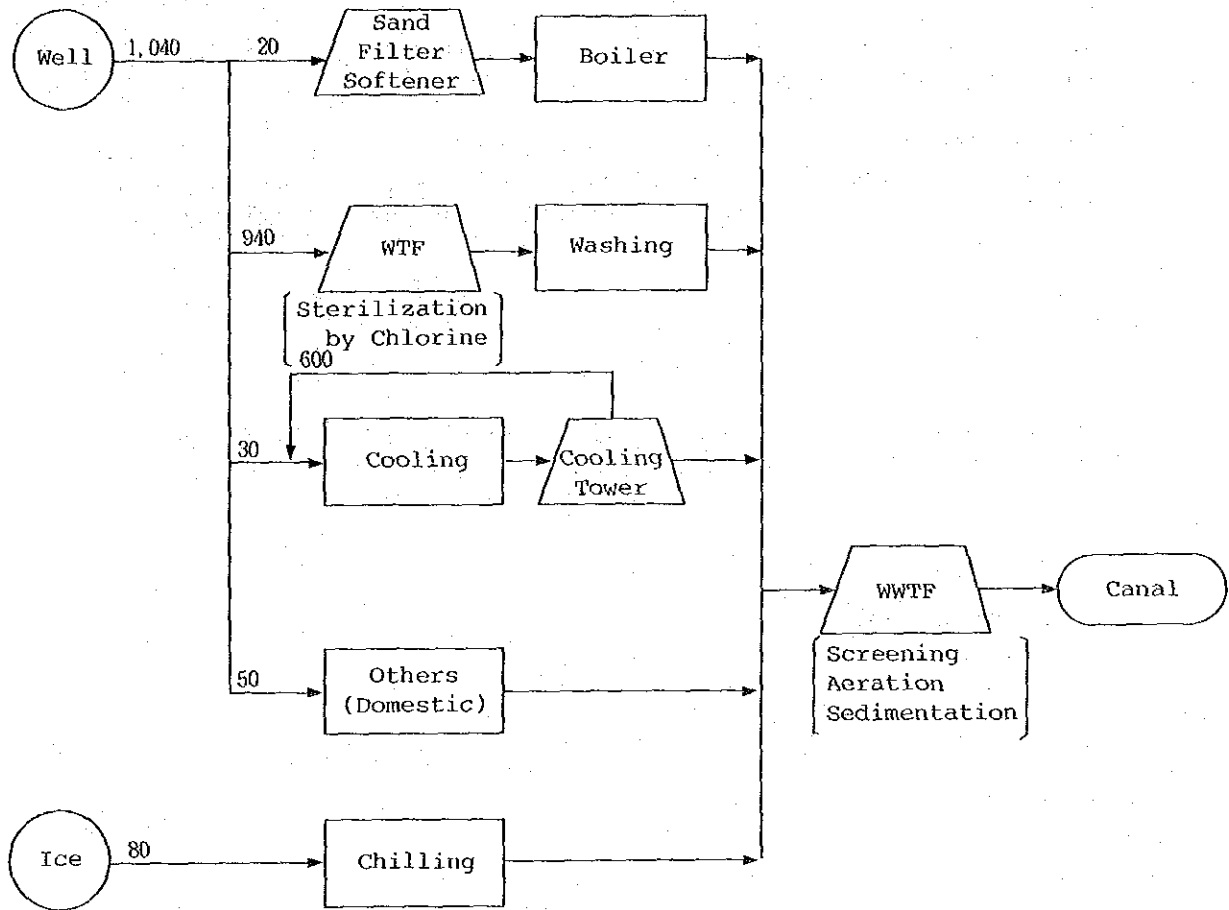 Well
1,040
20
Sand
Filter
Softener
Boiler
940
WTF
Washing
Sterilization
by Chlorine
600
30
Cooling
Cooling
Tower
50
Others
(Domestic)
WWTF
Canal
Screening
Aeration
Sedimentation
Ice
80
Chilling